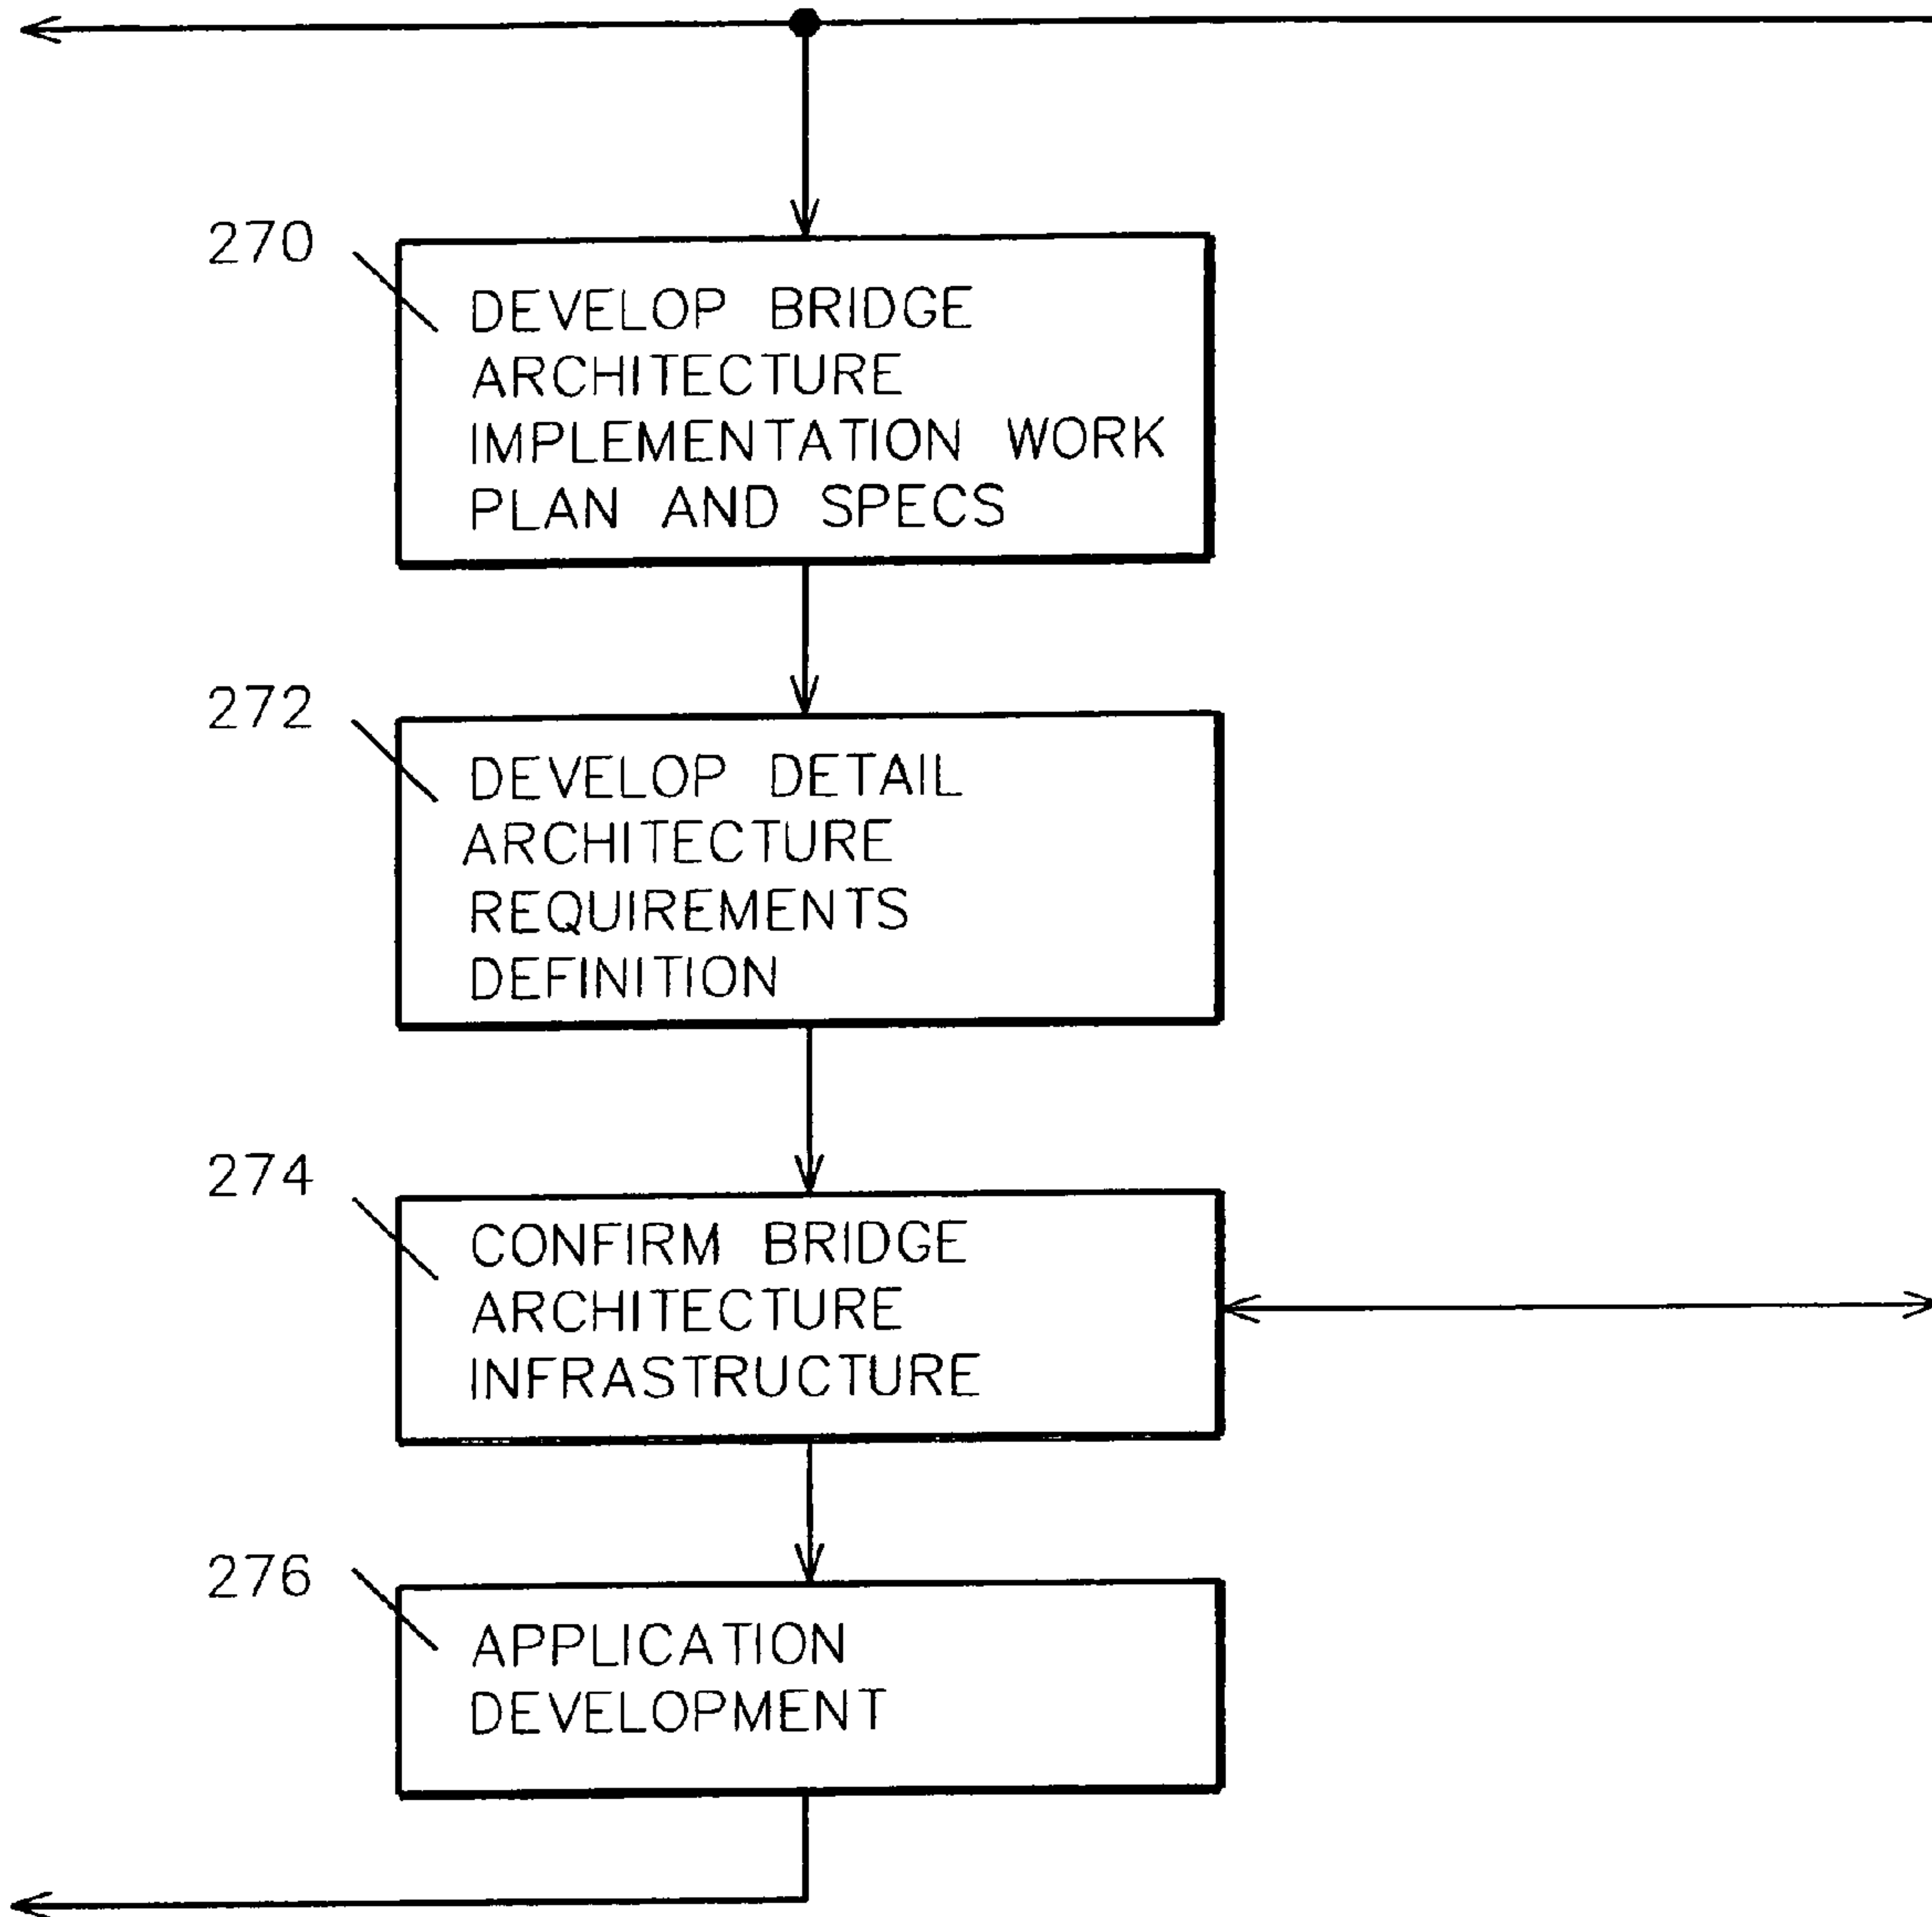 270
DEVELOP BRIDGE
ARCHITECTURE
IMPLEMENTATION WORK
PLAN AND SPECS
272
DEVELOP DETAIL
ARCHITECTURE
REQUIREMENTS
DEFINITION
274
CONFIRM BRIDGE
ARCHITECTURE
INFRASTRUCTURE
276
APPLICATION
DEVELOPMENT